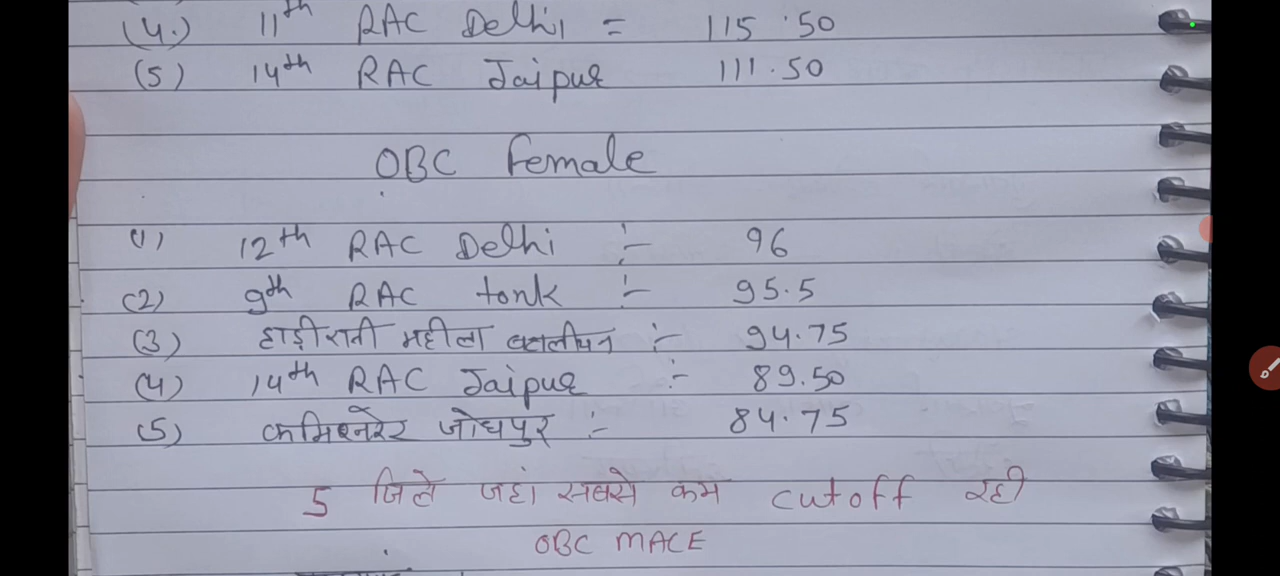 (4.) 11th RAC Delhi = 115.50
(5) 14th RAC Jaipur 111.50
OBC Female
(1) 12th RAC Delhi :- 96
(2) 9th RAC tonk :- 95.5
(3) हाड़ीरानी महीला बतलीयन :- 94.75
(4) 14th RAC Jaipur :- 89.50
(5) कमिश्नरेर जोधपुर :- 84.75
5 जिले जहां सबसे कम cutoff रही
OBC MACE